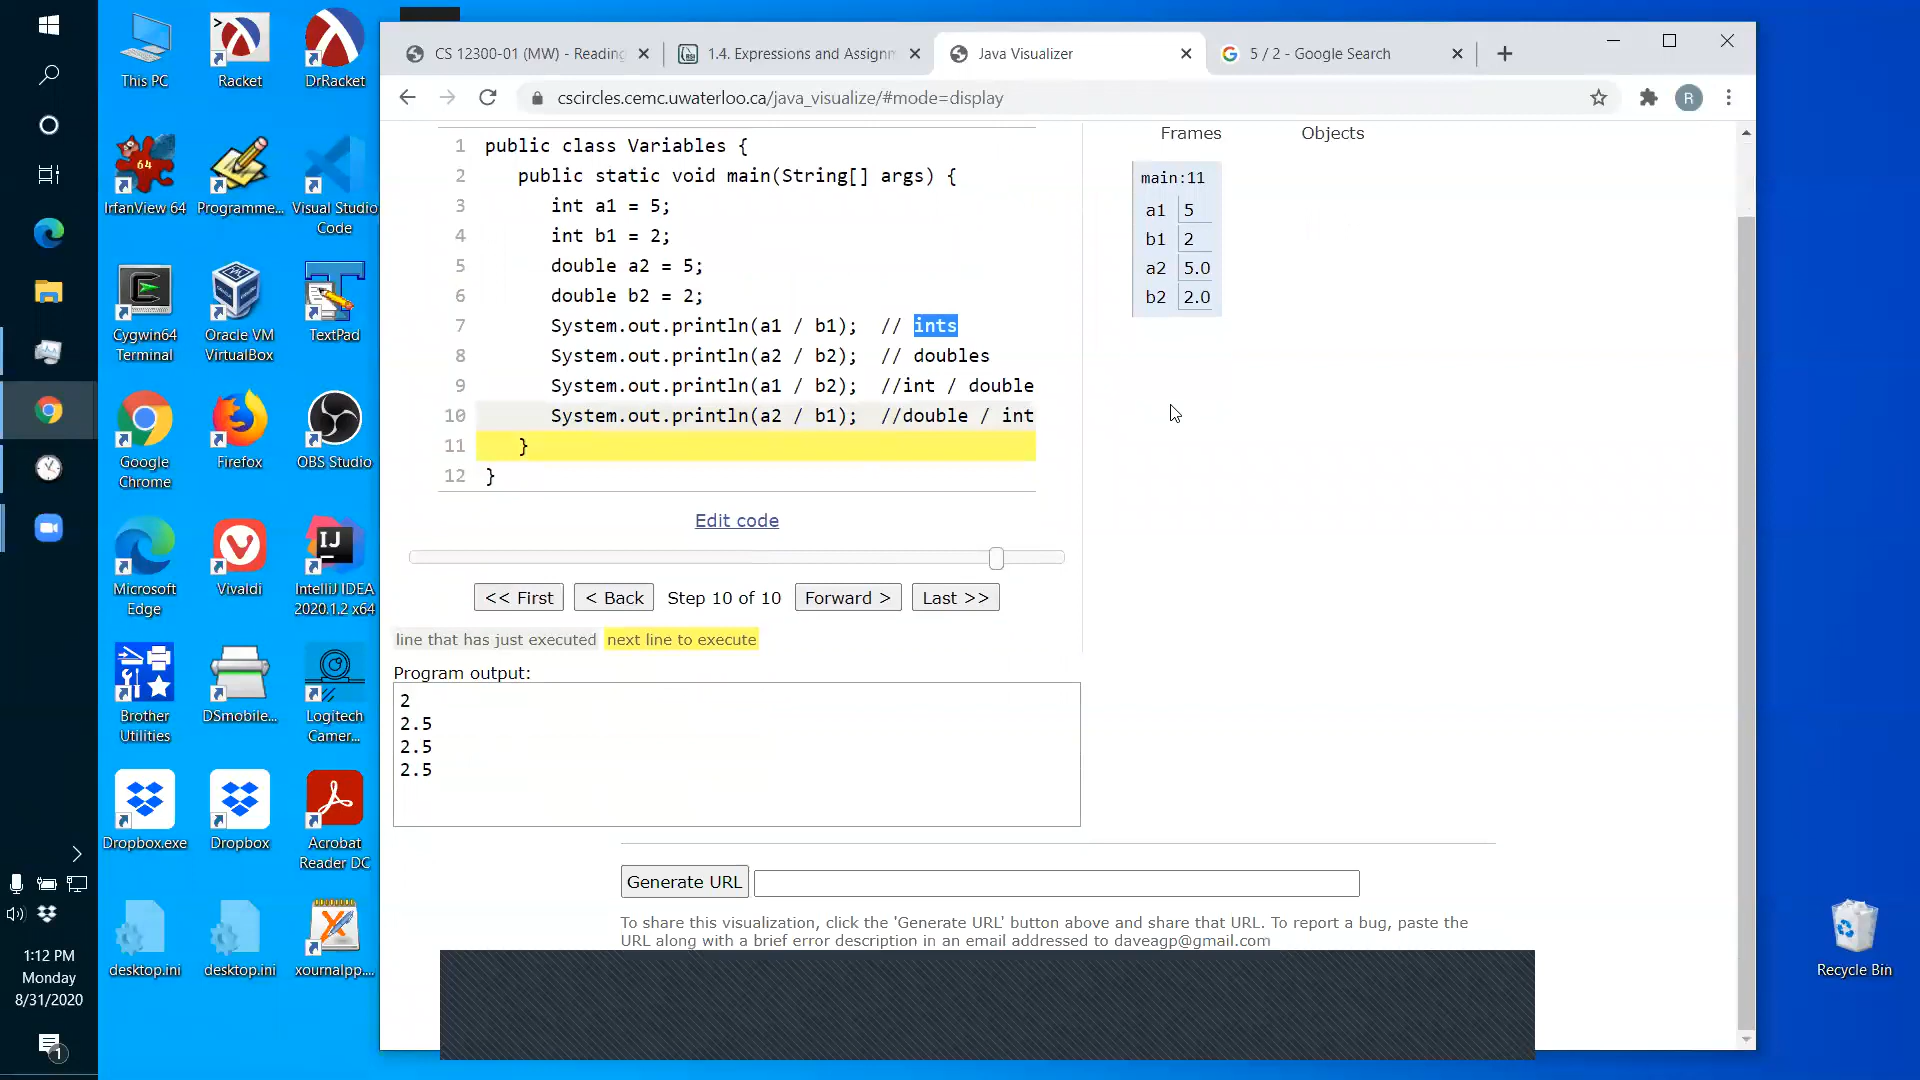 This PC
Racket
DrRacket
IrfanView 64
Programme...
Visual Studio
Code
Cygwin64
Terminal
Oracle VM
VirtualBox
TextPad
Google
Chrome
Firefox
OBS Studio
Microsoft
Edge
Vivaldi
IntelliJ IDEA
2020.1.2 x64
Brother
Utilities
DSmobile...
Logitech
Camer...
Dropbox.exe
Dropbox
Acrobat
Reader DC
desktop.ini
desktop.ini
xournalpp....
1:12 PM
Monday
8/31/2020
1
CS 12300-01 (MW) - Reading
1.4. Expressions and Assignm
Java Visualizer
5 / 2 - Google Search
cscircles.cemc.uwaterloo.ca/java_visualize/#mode=display
R
1 public class Variables {
2 public static void main(String[] args) {
3 int a1 = 5;
4 int b1 = 2;
5 double a2 = 5;
6 double b2 = 2;
7 System.out.println(a1 / b1); // ints
8 System.out.println(a2 / b2); // doubles
9 System.out.println(a1 / b2); //int / double
10 System.out.println(a2 / b1); //double / int
11 }
12 }
Edit code
<< First
< Back
Step 10 of 10
Forward >
Last >>
line that has just executed next line to execute
Program output:
2
2.5
2.5
2.5
Frames
Objects
main:11
a1 5
b1 2
a2 5.0
b2 2.0
Generate URL
To share this visualization, click the 'Generate URL' button above and share that URL. To report a bug, paste the
URL along with a brief error description in an email addressed to daveagp@gmail.com
Recycle Bin